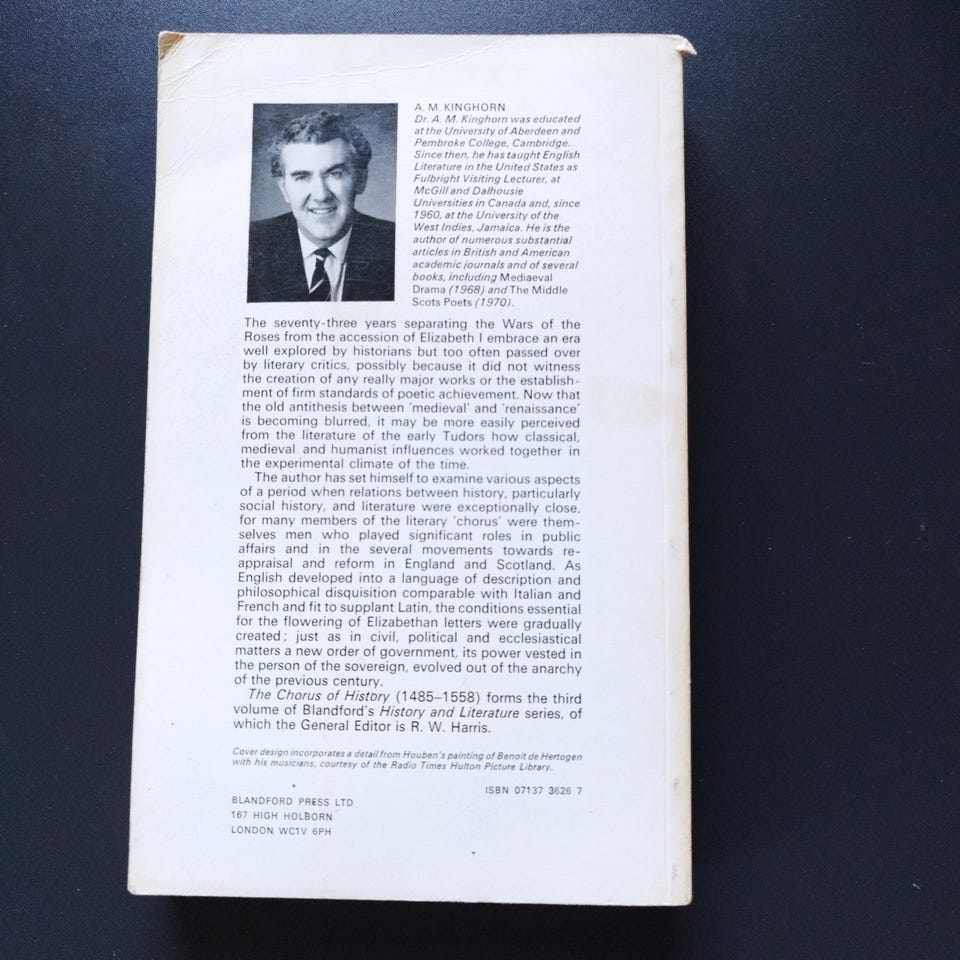 A. M. KINGHORN
Dr. A. M. Kinghorn was educated
at the University of Aberdeen and
Pembroke College, Cambridge.
Since then, he has taught English
Literature in the United States as
Fulbright Visiting Lecturer, at
McGill and Dalhousie
Universities in Canada and, since
1960, at the University of the
West Indies, Jamaica. He is the
author of numerous substantial
articles in British and American
academic journals and of several
books, including Mediaeval
Drama (1968) and The Middle
Scots Poets (1970).
The seventy-three years separating the Wars of the
Roses from the accession of Elizabeth I embrace an era
well explored by historians but too often passed over
by literary critics, possibly because it did not witness
the creation of any really major works or the establish-
ment of firm standards of poetic achievement. Now that
the old antithesis between 'medieval' and 'renaissance'
is becoming blurred, it may be more easily perceived
from the literature of the early Tudors how classical,
medieval and humanist influences worked together in
the experimental climate of the time.
The author has set himself to examine various aspects
of a period when relations between history, particularly
social history, and literature were exceptionally close,
for many members of the literary 'chorus' were them-
selves men who played significant roles in public
affairs and in the several movements towards re-
appraisal and reform in England and Scotland. As
English developed into a language of description and
philosophical disquisition comparable with Italian and
French and fit to supplant Latin, the conditions essential
for the flowering of Elizabethan letters were gradually
created; just as in civil, political and ecclesiastical
matters a new order of government, its power vested in
the person of the sovereign, evolved out of the anarchy
of the previous century.
The Chorus of History (1485–1558) forms the third
volume of Blandford's History and Literature series, of
which the General Editor is R. W. Harris.
Cover design incorporates a detail from Houben's painting of Benoit de Hertogen
with his musicians, courtesy of the Radio Times Hulton Picture Library.
ISBN 07137 3626 7
BLANDFORD PRESS LTD
167 HIGH HOLBORN
LONDON WC1V 6PH